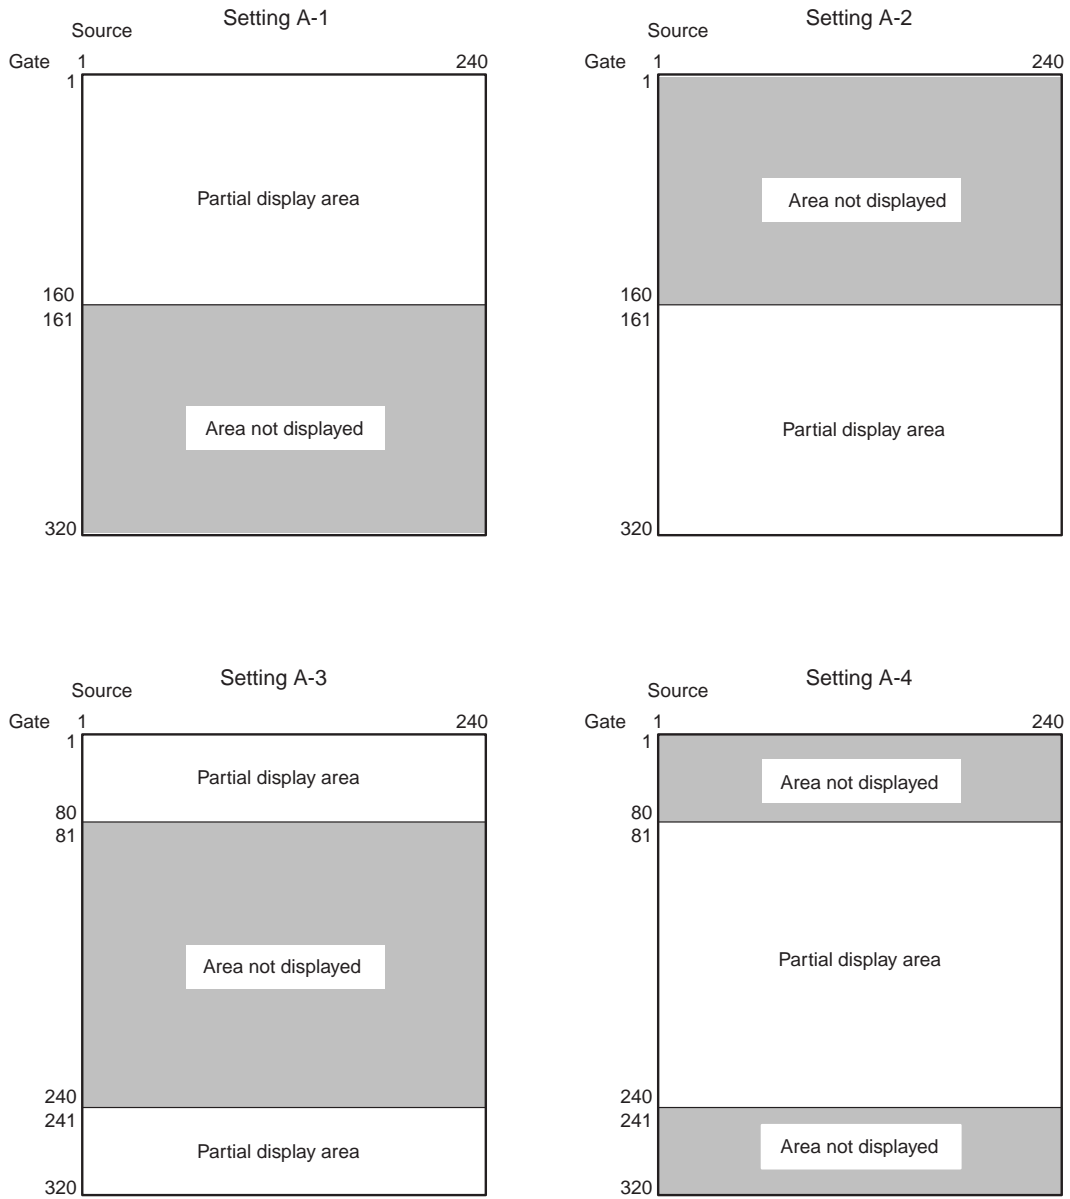 Setting A-1
Source
Gate 1 240
1
Partial display area
160
161
Area not displayed
320
Setting A-2
Source
Gate 1 240
1
Area not displayed
160
161
Partial display area
320
Setting A-3
Source
Gate 1 240
1
Partial display area
80
81
Area not displayed
240
241
Partial display area
320
Setting A-4
Source
Gate 1 240
1
Area not displayed
80
81
Partial display area
240
241
Area not displayed
320